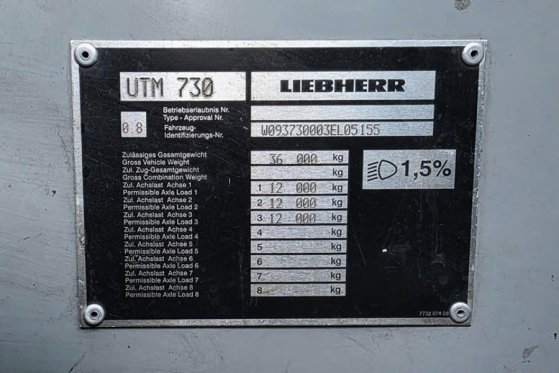 UTM 730 LIEBHERR
Betriebserlaubnis Nr.
Type - Approval Nr.
0.8 Fahrzeug-
Identifizierungs-Nr. W093730003EL05155
Zulässiges Gesamtgewicht
Gross Vehicle Weight 36 000 kg
Zul. Zug-Gesamtgewicht
Gross Combination Weight kg
1,5%
Zul. Achslast Achse 1
Permissible Axle Load 1 1 12 000 kg
Zul. Achslast Achse 2
Permissible Axle Load 2 2 12 000 kg
Zul. Achslast Achse 3
Permissible Axle Load 3 3 12 000 kg
Zul. Achslast Achse 4
Permissible Axle Load 4 4 kg
Zul. Achslast Achse 5
Permissible Axle Load 5 5 kg
Zul. Achslast Achse 6
Permissible Axle Load 6 6 kg
Zul. Achslast Achse 7
Permissible Axle Load 7 7 kg
Zul. Achslast Achse 8
Permissible Axle Load 8 8 kg
7732 074 08